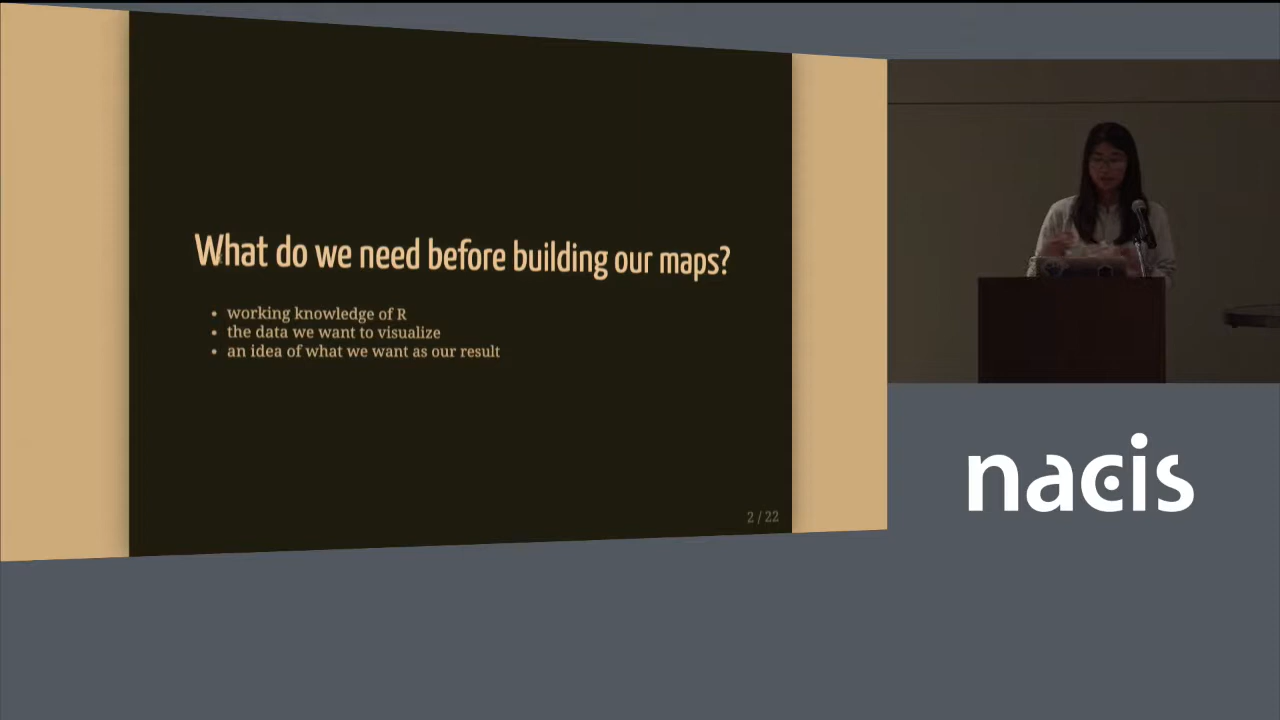 What do we need before building our maps?
working knowledge of R
the data we want to visualize
an idea of what we want as our result
2 / 22
nacis